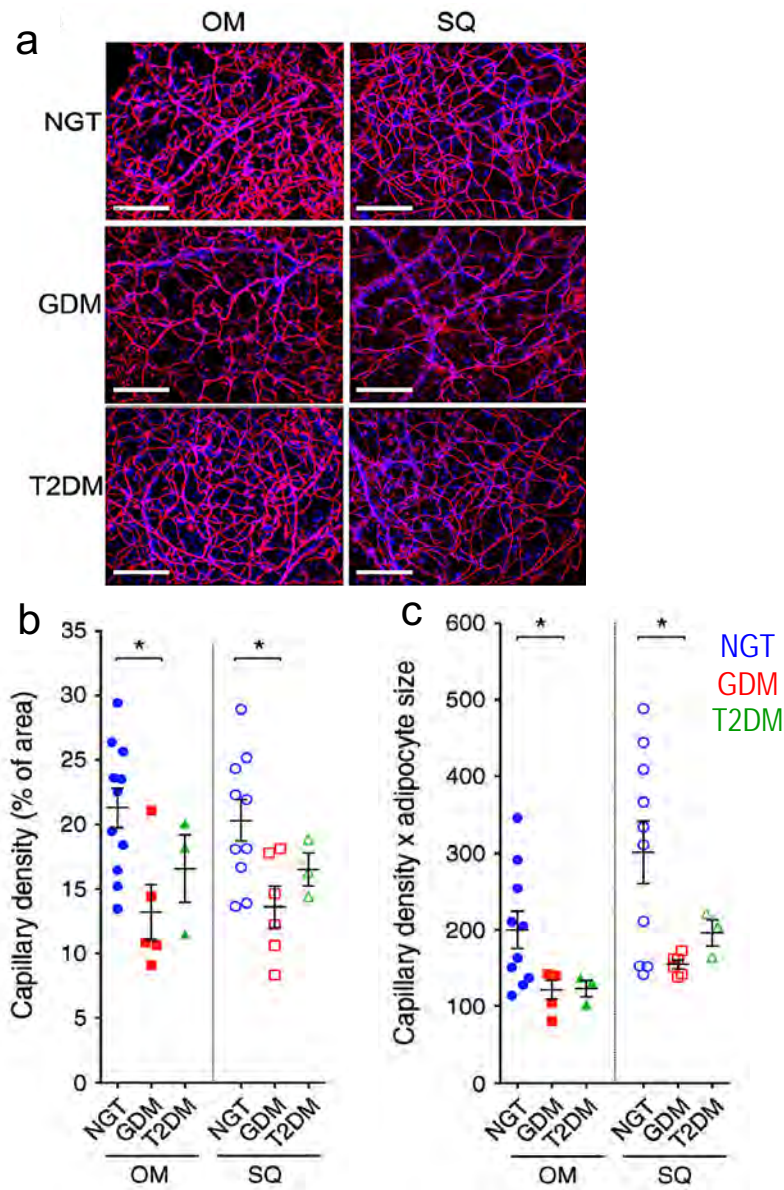 OM SQ
a
NGT
GDM
T2DM
b
Capillary density (% of area)
35
30
25
20
15
10
5
0
* *
NGT GDM T2DM NGT GDM T2DM
OM SQ
c
Capillary density x adipocyte size
600
500
400
300
200
100
0
* *
NGT GDM T2DM NGT GDM T2DM
OM SQ
NGT
GDM
T2DM